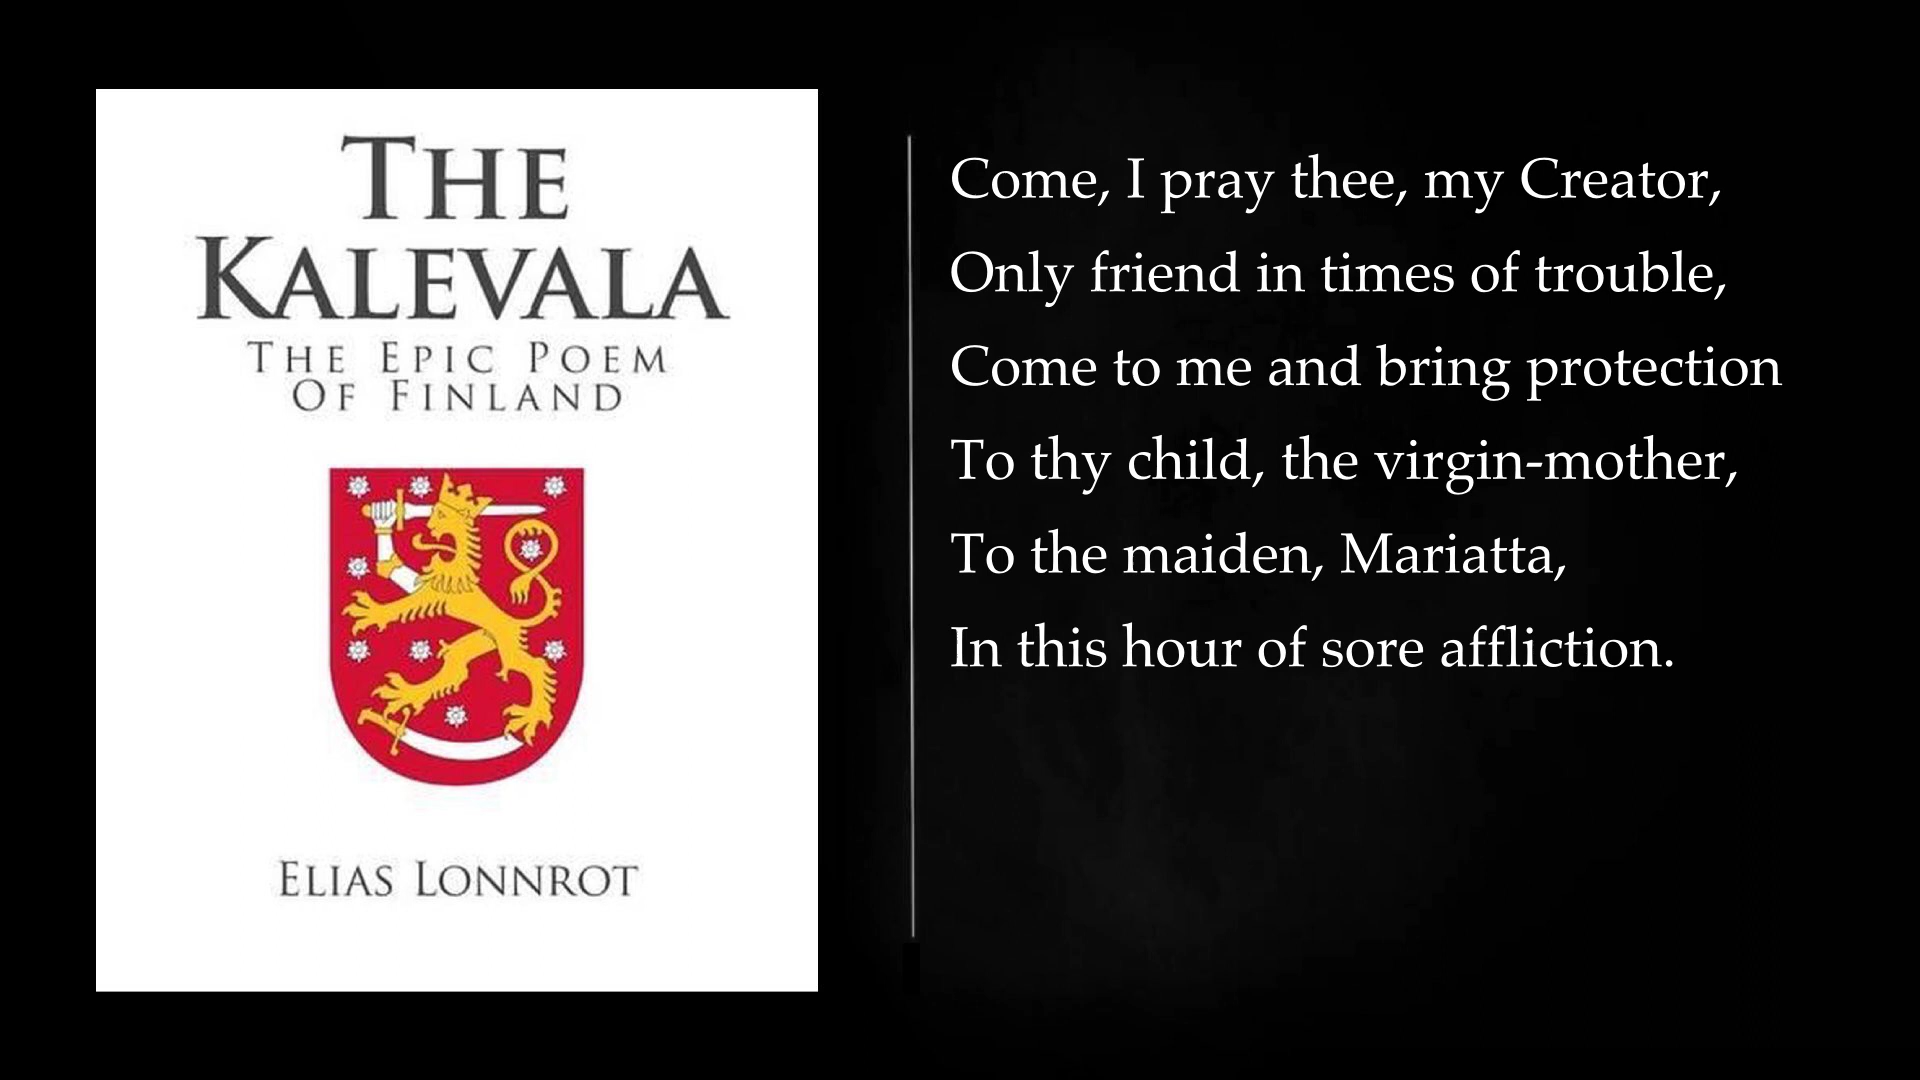 THE
KALEVALA
THE EPIC POEM
OF FINLAND
ELIAS LONNROT
Come, I pray thee, my Creator,
Only friend in times of trouble,
Come to me and bring protection
To thy child, the virgin-mother,
To the maiden, Mariatta,
In this hour of sore affliction.